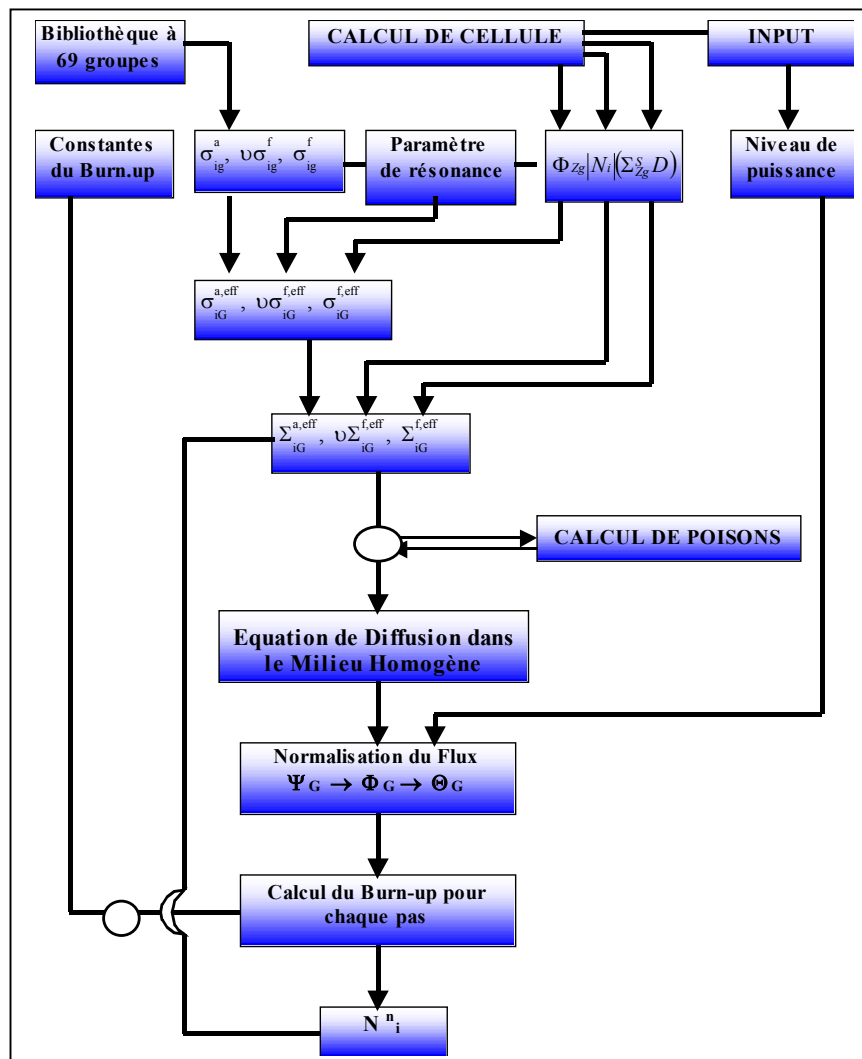 Bibliothèque à
69 groupes
CALCUL DE CELLULE
INPUT
Constantes
du Burn.up
σ^a_ig, υσ^f_ig, σ^f_ig
Paramètre
de résonance
Φ_Zg|N_i|(Σ^S_Zg D)
Niveau de
puissance
σ^a,eff_iG, υσ^f,eff_iG, σ^f,eff_iG
Σ^a,eff_iG, υΣ^f,eff_iG, Σ^f,eff_iG
CALCUL DE POISONS
Equation de Diffusion dans
le Milieu Homogène
Normalisation du Flux
Ψ_G → Φ_G → Θ_G
Calcul du Burn-up pour
chaque pas
N^n_i